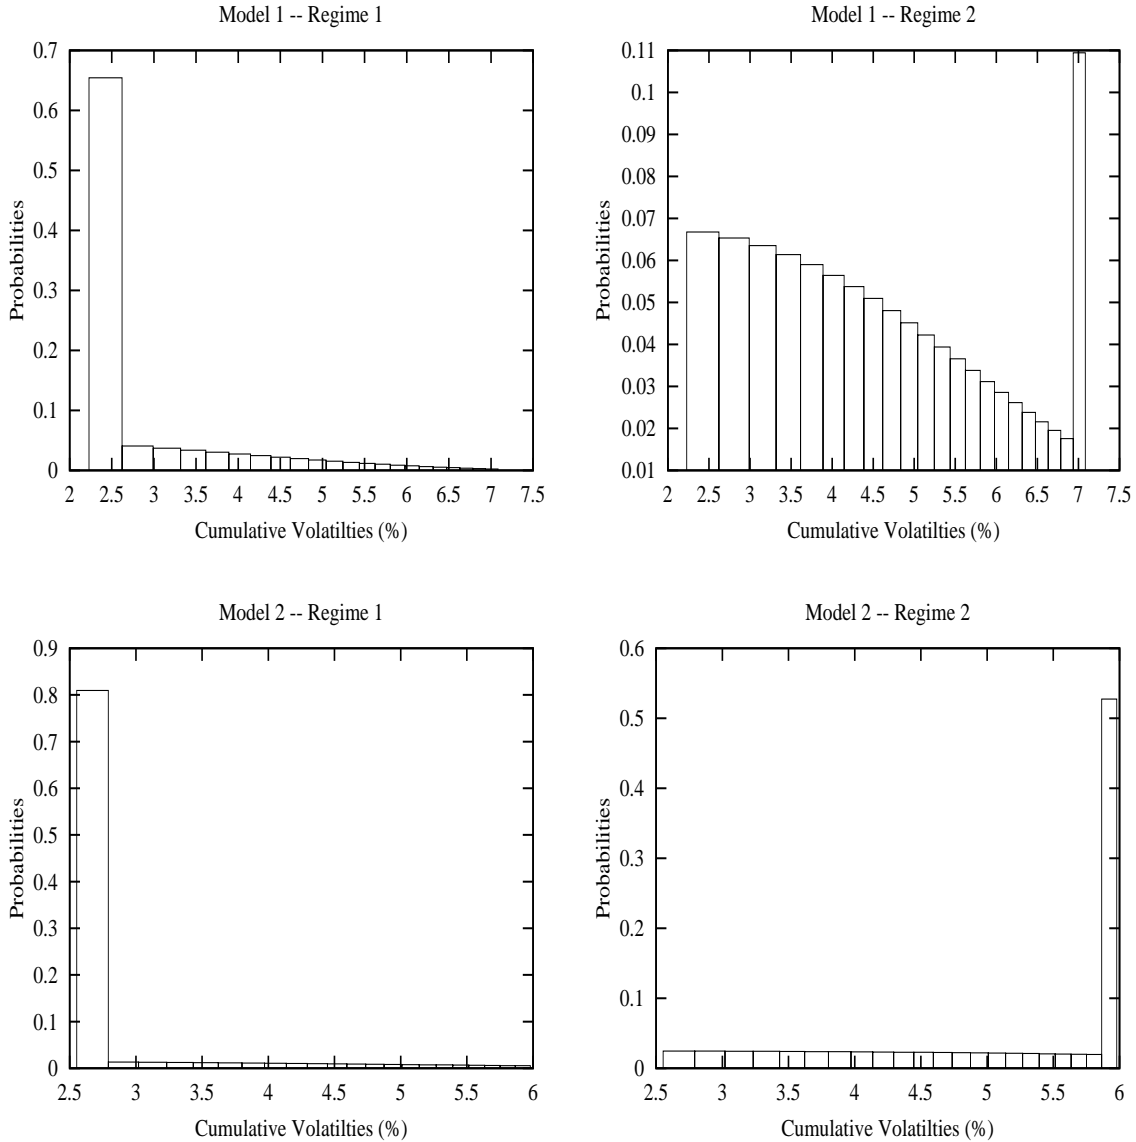 Model 1 -- Regime 1
0.7
0.6
0.5
0.4
0.3
0.2
0.1
0
Probabilities
2 2.5 3 3.5 4 4.5 5 5.5 6 6.5 7 7.5
Cumulative Volatilties (%)
Model 1 -- Regime 2
0.11
0.1
0.09
0.08
0.07
0.06
0.05
0.04
0.03
0.02
0.01
Probabilities
2 2.5 3 3.5 4 4.5 5 5.5 6 6.5 7 7.5
Cumulative Volatilties (%)
Model 2 -- Regime 1
0.9
0.8
0.7
0.6
0.5
0.4
0.3
0.2
0.1
0
Probabilities
2.5 3 3.5 4 4.5 5 5.5 6
Cumulative Volatilties (%)
Model 2 -- Regime 2
0.6
0.5
0.4
0.3
0.2
0.1
0
Probabilities
2.5 3 3.5 4 4.5 5 5.5 6
Cumulative Volatilties (%)